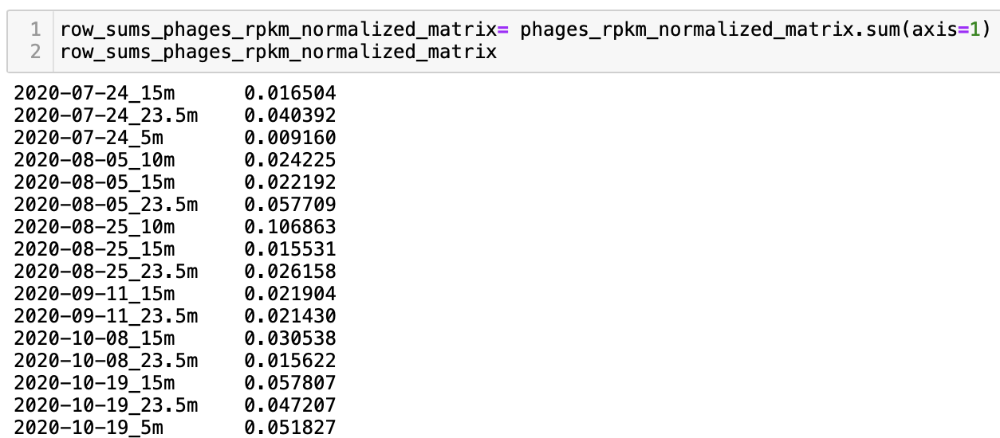 1 row_sums_phages_rpkm_normalized_matrix= phages_rpkm_normalized_matrix.sum(axis=1)
2 row_sums_phages_rpkm_normalized_matrix
2020-07-24_15m 0.016504
2020-07-24_23.5m 0.040392
2020-07-24_5m 0.009160
2020-08-05_10m 0.024225
2020-08-05_15m 0.022192
2020-08-05_23.5m 0.057709
2020-08-25_10m 0.106863
2020-08-25_15m 0.015531
2020-08-25_23.5m 0.026158
2020-09-11_15m 0.021904
2020-09-11_23.5m 0.021430
2020-10-08_15m 0.030538
2020-10-08_23.5m 0.015622
2020-10-19_15m 0.057807
2020-10-19_23.5m 0.047207
2020-10-19_5m 0.051827